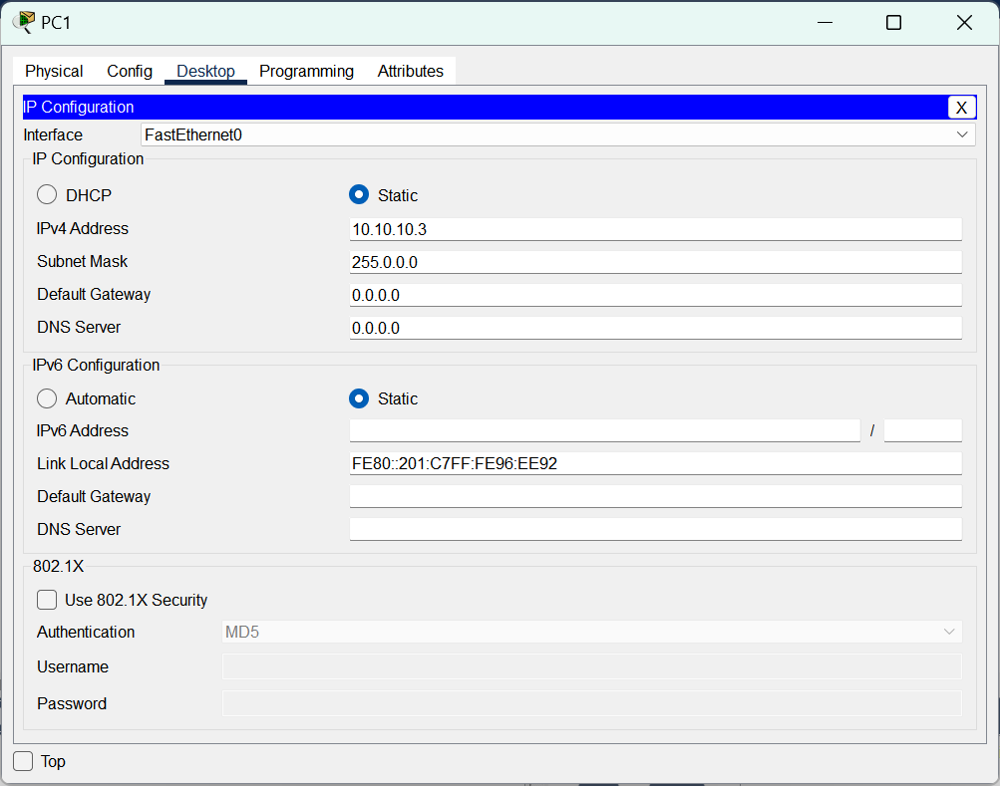 PC1
Physical Config Desktop Programming Attributes
IP Configuration X
Interface FastEthernet0
IP Configuration
DHCP Static
IPv4 Address 10.10.10.3
Subnet Mask 255.0.0.0
Default Gateway 0.0.0.0
DNS Server 0.0.0.0
IPv6 Configuration
Automatic Static
IPv6 Address /
Link Local Address FE80::201:C7FF:FE96:EE92
Default Gateway
DNS Server
802.1X
Use 802.1X Security
Authentication MD5
Username
Password
Top